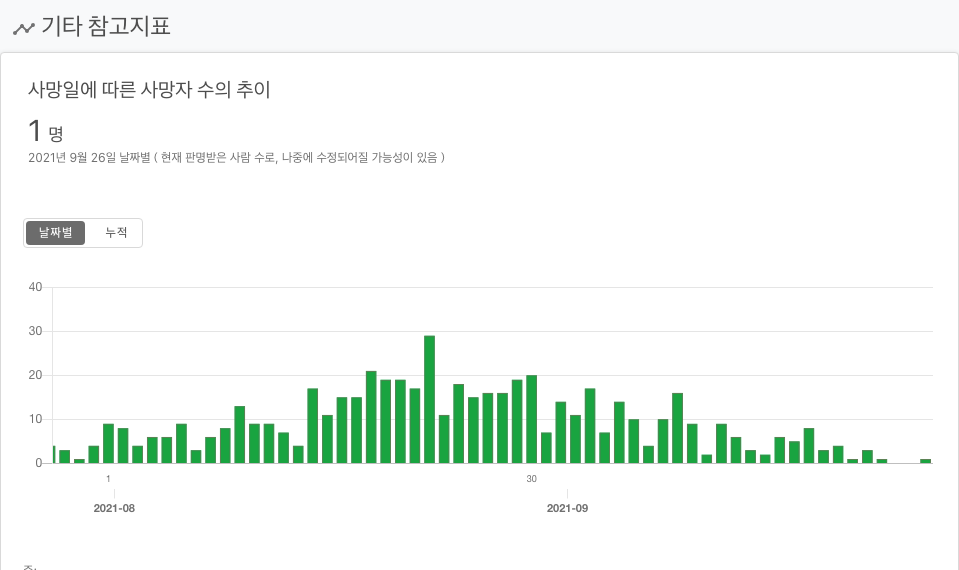 기타 참고지표
사망일에 따른 사망자 수의 추이
1 명
2021년 9월 26일 날짜별 ( 현재 판명받은 사람 수로, 나중에 수정되어질 가능성이 있음 )
날짜별 누적
40
30
20
10
0
1 30
2021-08 2021-09